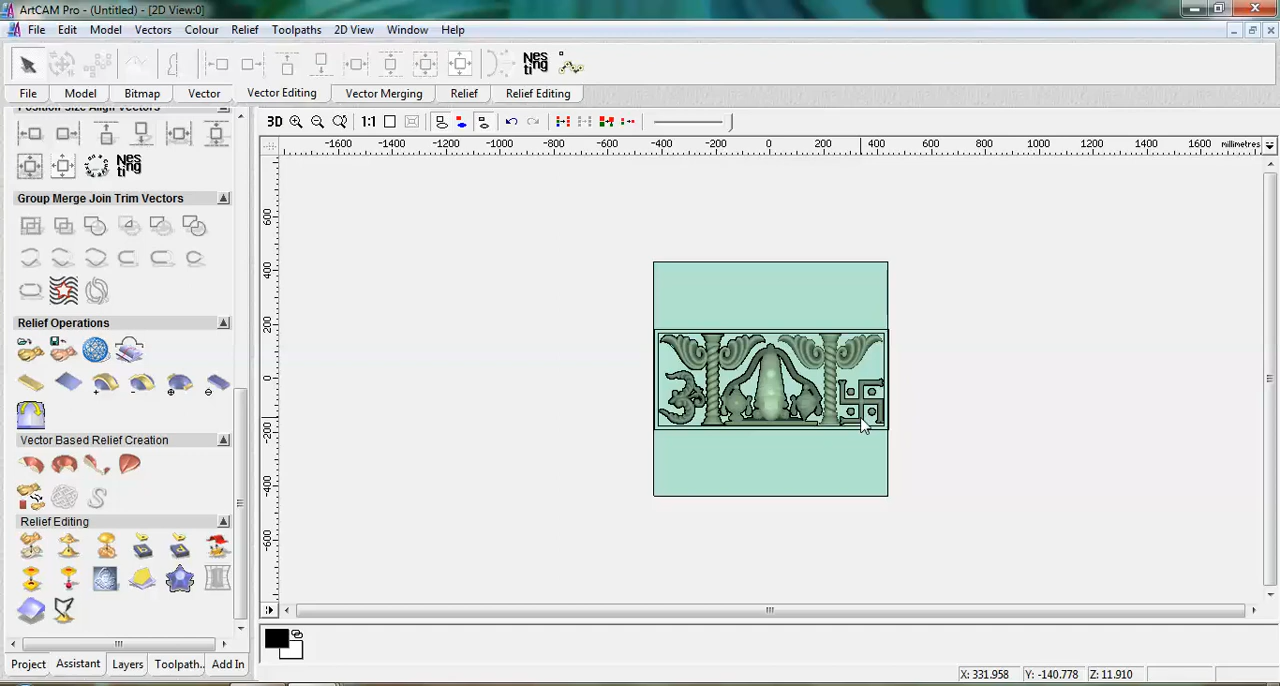 ArtCAM Pro - (Untitled) - [2D View:0]
File Edit Model Vectors Colour Relief Toolpaths 2D View Window Help
Nes ting
File Model Bitmap Vector Vector Editing Vector Merging Relief Relief Editing
Position Size Align Vectors
3D 1:1
-1600 -1400 -1200 -1000 -800 -600 -400 -200 0 200 400 600 800 1000 1200 1400 1600 millimetres
Nes ting
Group Merge Join Trim Vectors
Relief Operations
Vector Based Relief Creation
Relief Editing
600
400
200
0
-200
-400
-600
ॐ
Project Assistant Layers Toolpath... Add In
X: 331.958 Y: -140.778 Z: 11.910